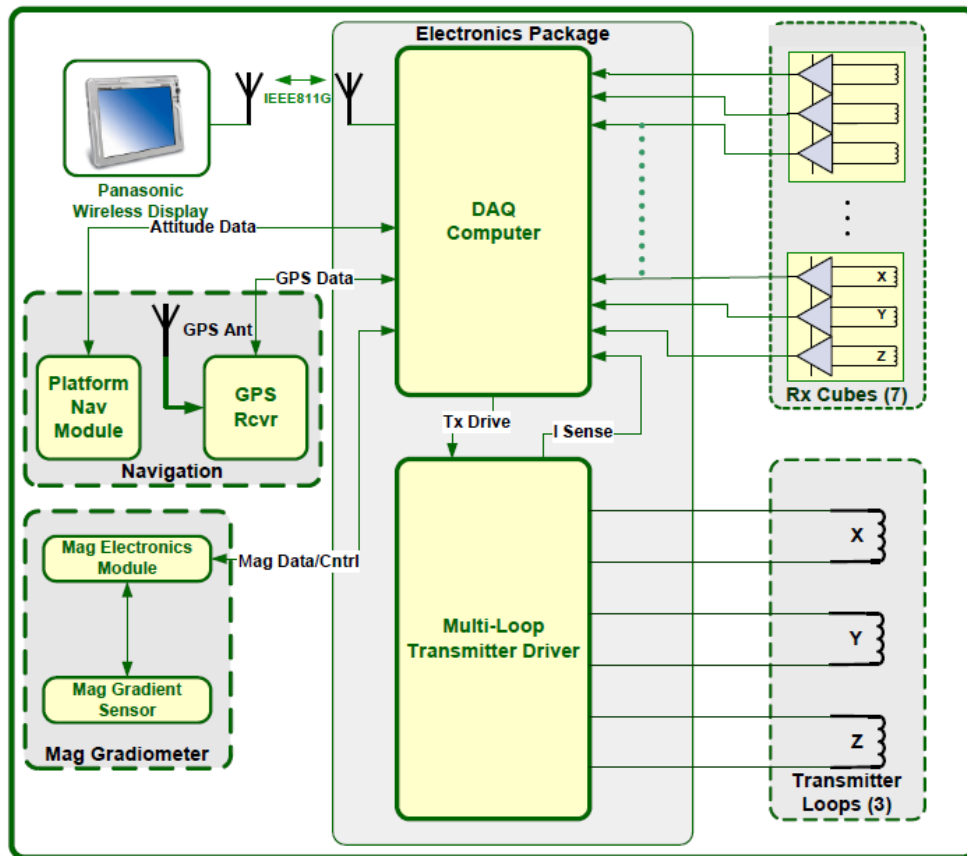 Electronics Package
IEEE811G
Panasonic
Wireless Display
DAQ
Computer
Attitude Data
GPS Data
GPS Ant
Platform
Nav
Module
GPS
Rcvr
Navigation
X
Y
Z
Rx Cubes (7)
Tx Drive
I Sense
Mag Electronics
Module
Mag Data/Cntrl
Mag Gradient
Sensor
Mag Gradiometer
Multi-Loop
Transmitter Driver
X
Y
Z
Transmitter
Loops (3)